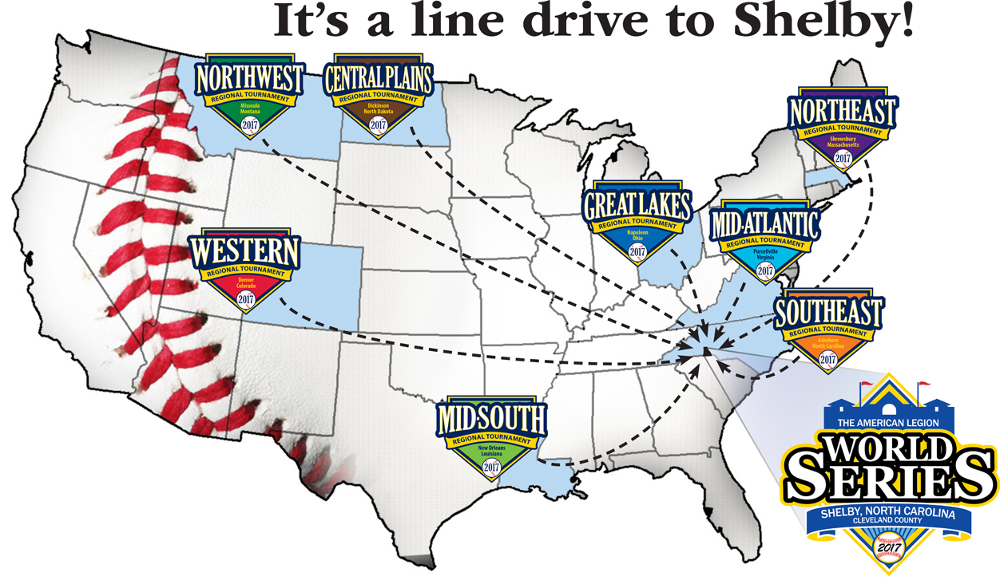 It's a line drive to Shelby!
NORTHWEST
REGIONAL TOURNAMENT
Missoula
Montana
2017
CENTRAL PLAINS
REGIONAL TOURNAMENT
Dickinson
North Dakota
2017
NORTHEAST
REGIONAL TOURNAMENT
Shrewsbury
Massachusetts
2017
GREAT LAKES
REGIONAL TOURNAMENT
Napoleon
Ohio
2017
MID-ATLANTIC
REGIONAL TOURNAMENT
Purcellville
Virginia
2017
WESTERN
REGIONAL TOURNAMENT
Denver
Colorado
2017
SOUTHEAST
REGIONAL TOURNAMENT
Asheboro
North Carolina
2017
MID-SOUTH
REGIONAL TOURNAMENT
New Orleans
Louisiana
2017
THE AMERICAN LEGION
WORLD
SERIES
SHELBY, NORTH CAROLINA
CLEVELAND COUNTY
2017